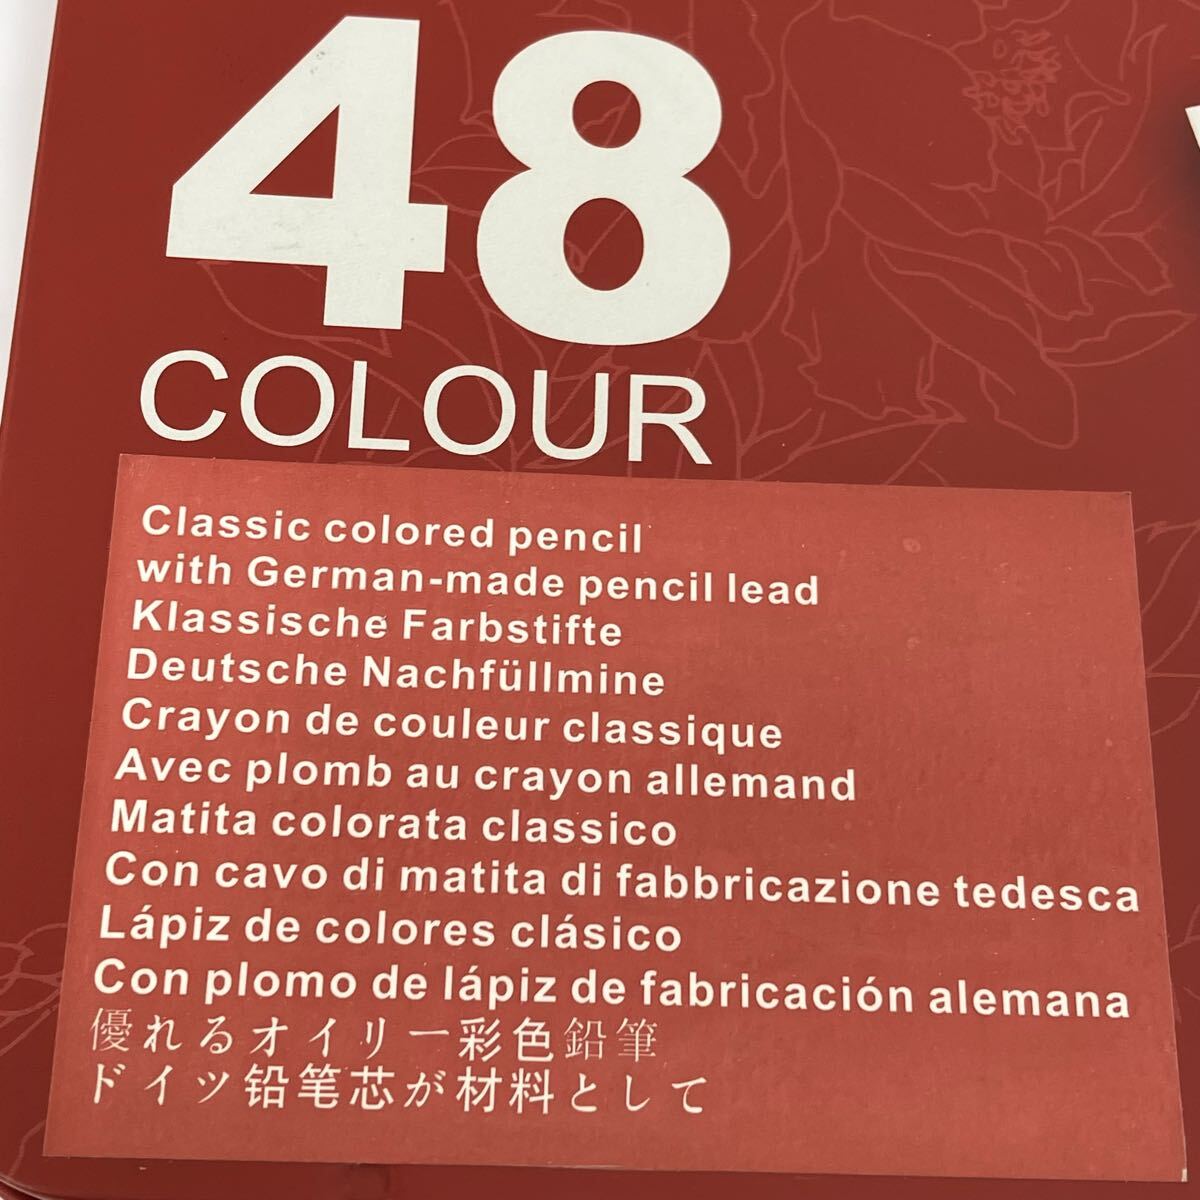 48
COLOUR
Classic colored pencil
with German-made pencil lead
Klassische Farbstifte
Deutsche Nachfüllmine
Crayon de couleur classique
Avec plomb au crayon allemand
Matita colorata classico
Con cavo di matita di fabbricazione tedesca
Lápiz de colores clásico
Con plomo de lápiz de fabricación alemana
優れるオイリー彩色鉛筆
ドイツ铅笔芯が材料として